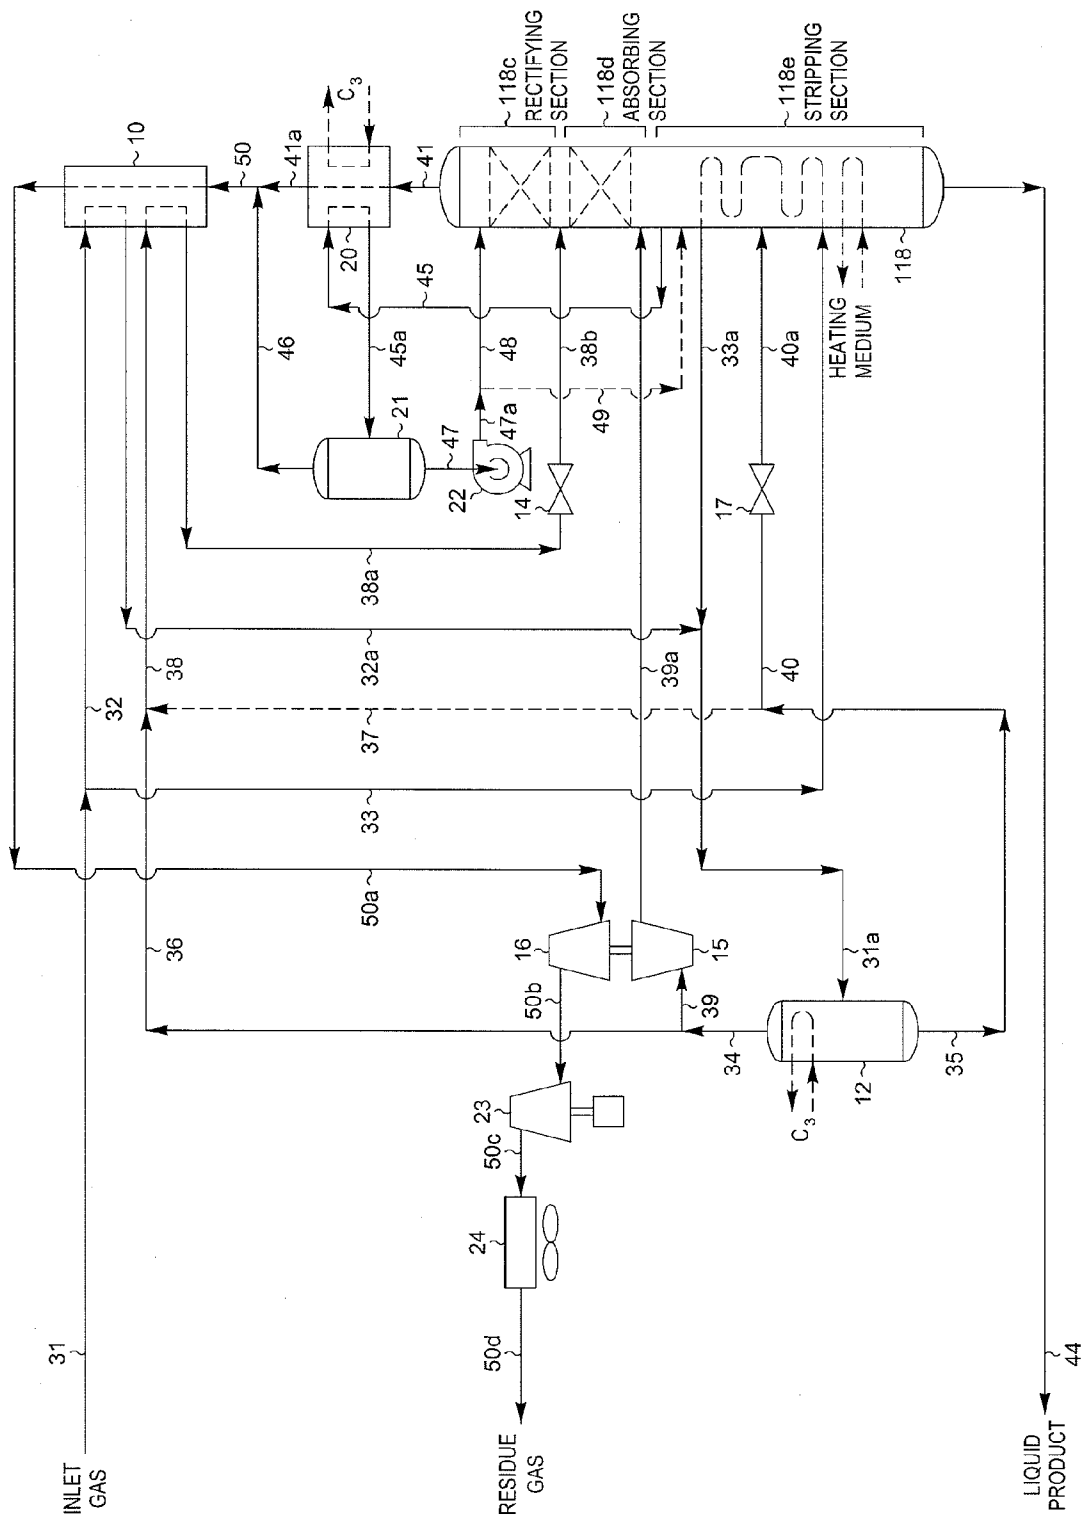 118c
RECTIFYING
SECTION
118d
ABSORBING
SECTION
118e
STRIPPING
SECTION
C3
10
50
41a
41
20
118
45
46
45a
48
38b
33a
40a
HEATING
MEDIUM
49
21
47a
47
22
14
17
38a
38
32a
39a
40
32
37
33
50a
36
16
15
31a
50b
39
34
35
12
C3
23
50c
24
50d
31
44
INLET
GAS
RESIDUE
GAS
LIQUID
PRODUCT